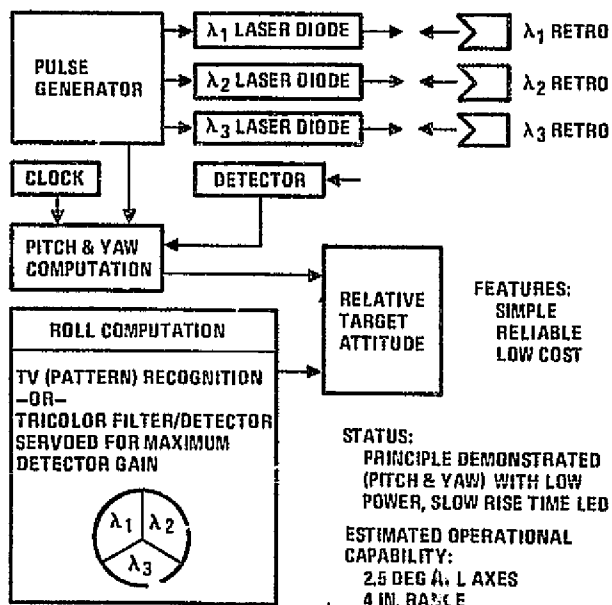 PULSE
GENERATOR
λ1 LASER DIODE
λ1 RETRO
λ2 LASER DIODE
λ2 RETRO
λ3 LASER DIODE
λ3 RETRO
CLOCK
DETECTOR
PITCH & YAW
COMPUTATION
RELATIVE
TARGET
ATTITUDE
FEATURES:
SIMPLE
RELIABLE
LOW COST
ROLL COMPUTATION
TV (PATTERN) RECOGNITION
–OR–
TRICOLOR FILTER/DETECTOR
SERVOED FOR MAXIMUM
DETECTOR GAIN
λ1 λ2
λ3
STATUS:
PRINCIPLE DEMONSTRATED
(PITCH & YAW) WITH LOW
POWER, SLOW RISE TIME LED
ESTIMATED OPERATIONAL
CAPABILITY:
2.5 DEG AXES
4 IN. RANGE